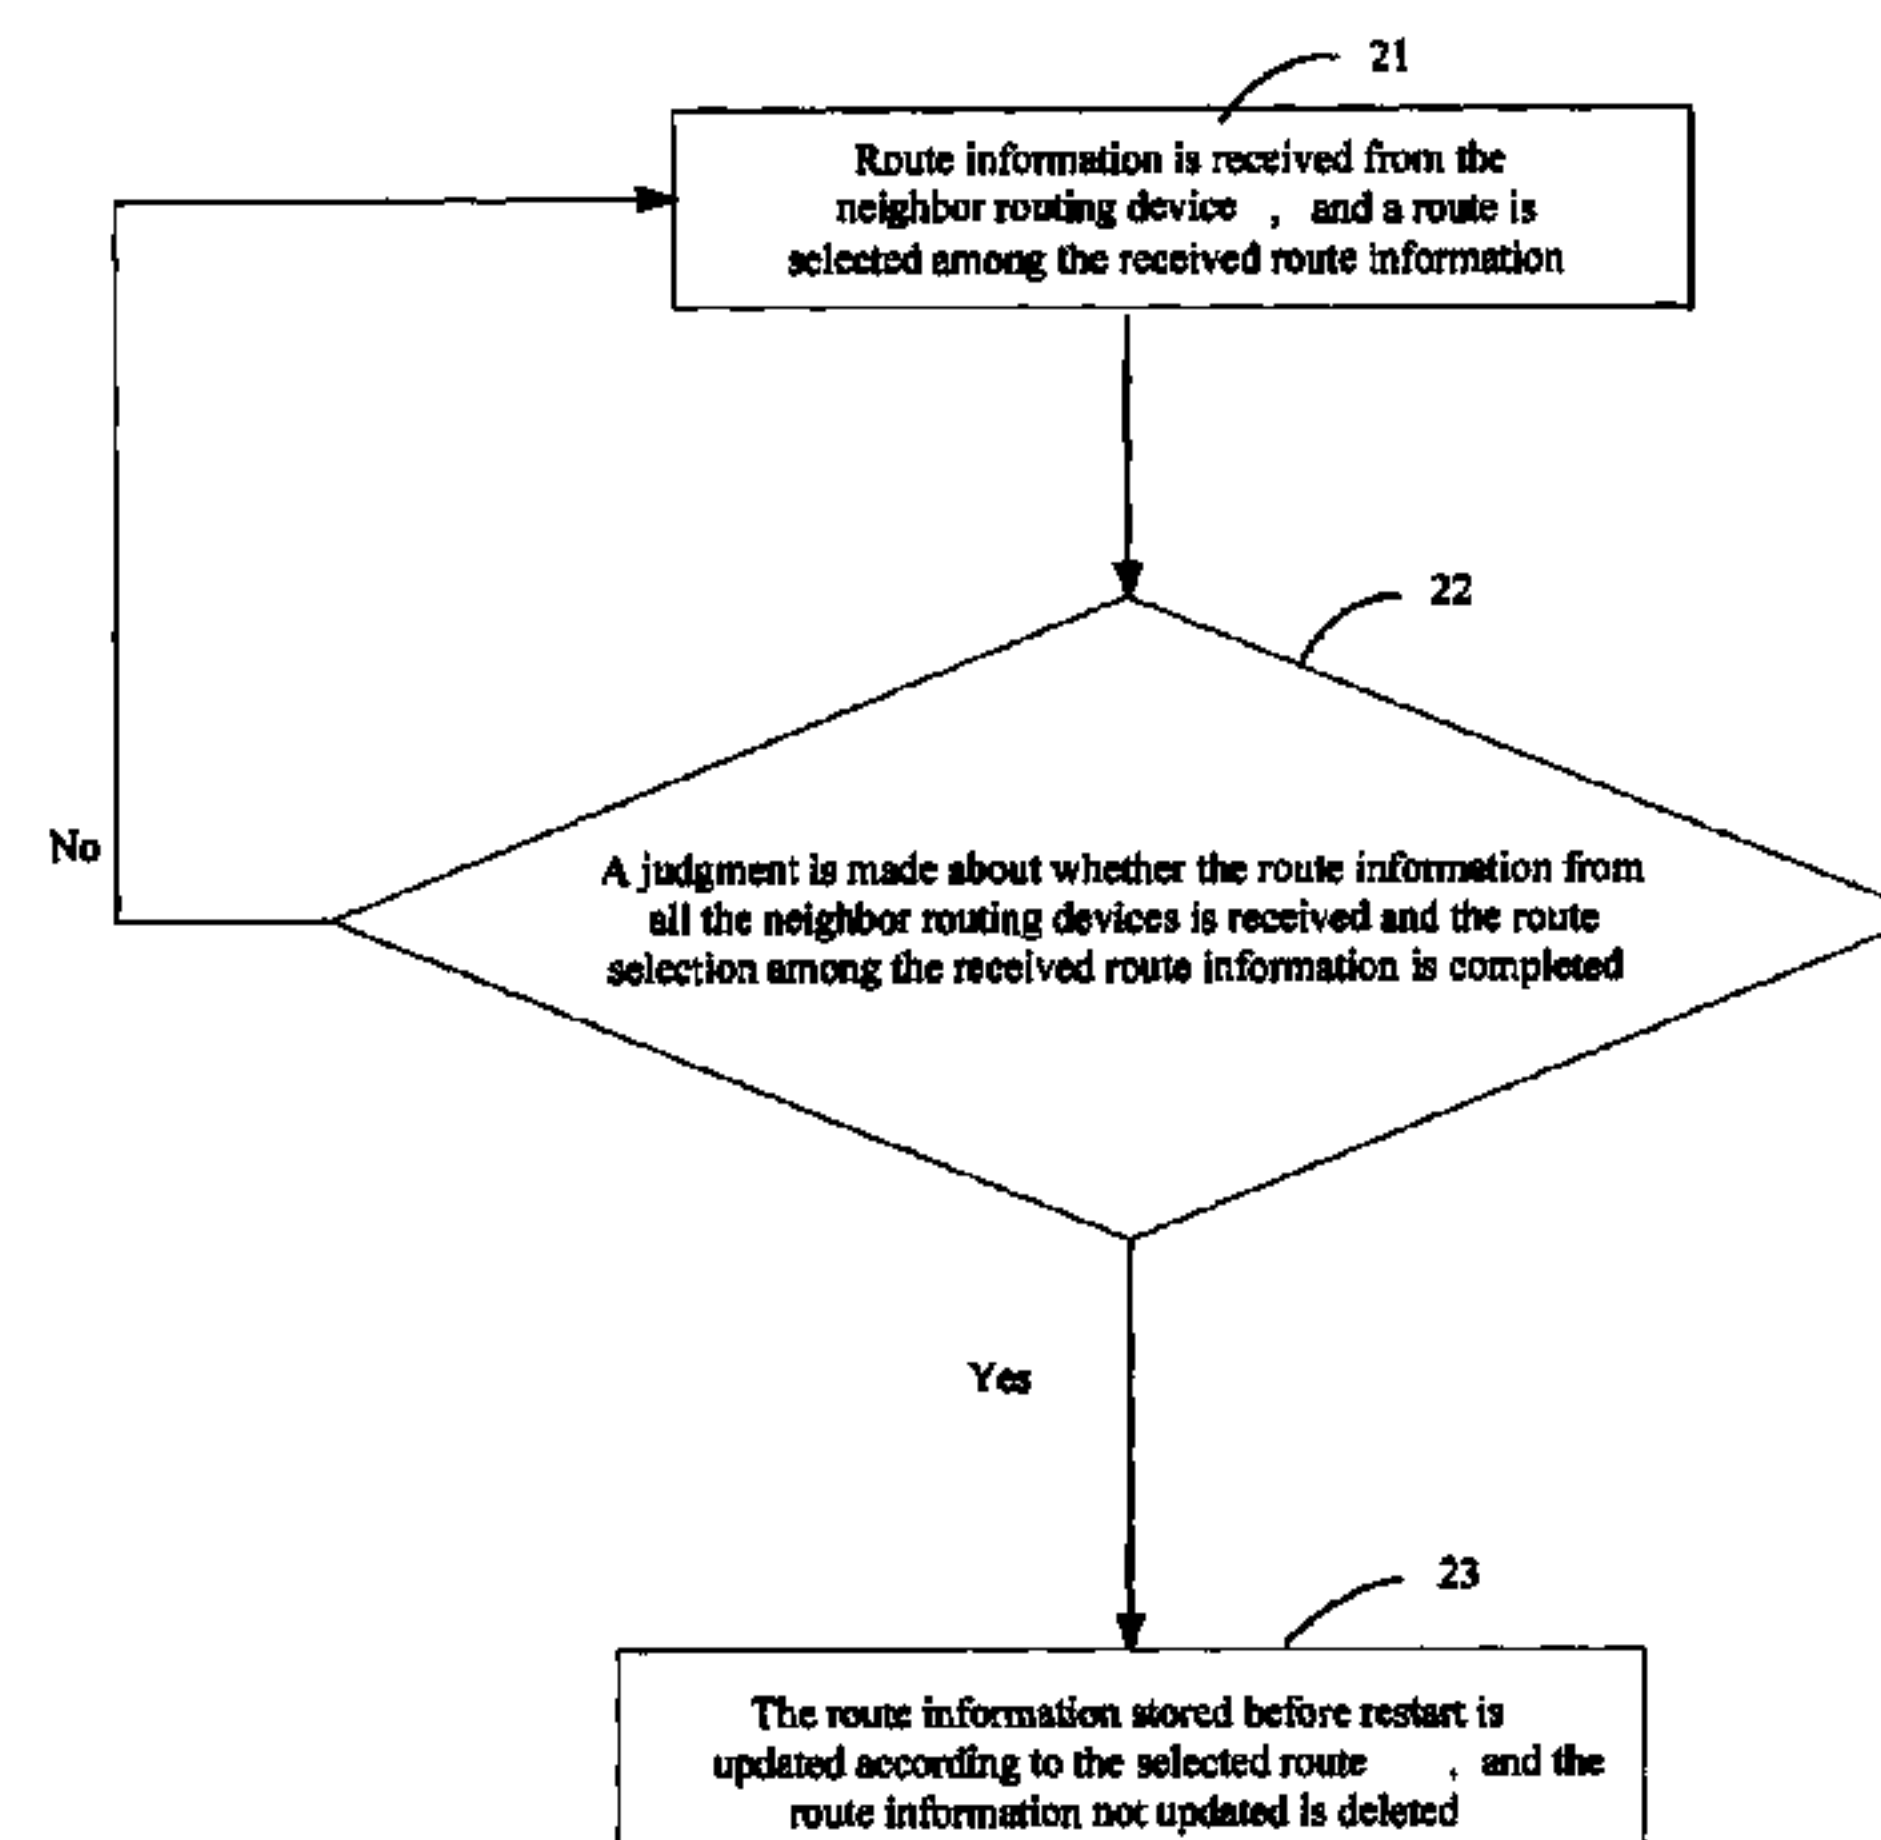 21
Route information is received from the
neighbor routing device , and a route is
selected among the received route information
22
No
A judgment is made about whether the route information from
all the neighbor routing devices is received and the route
selection among the received route information is completed
Yes
23
The route information stored before restart is
updated according to the selected route , and the
route information not updated is deleted